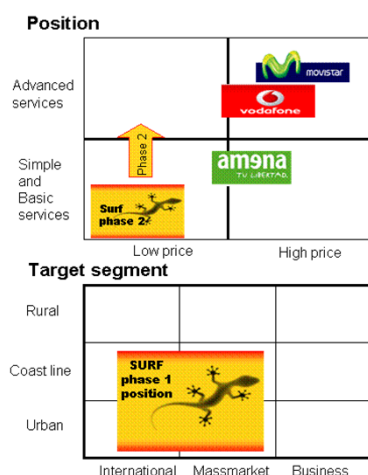 Position
Advanced
services
movistar
vodafone
Phase 2
Simple
and
Basic
services
amena
TU LIBERTAD.
Surf
phase 2
Low price
High price
Target segment
Rural
Coast line
Urban
SURF
phase 1
position
International
Massmarket
Business